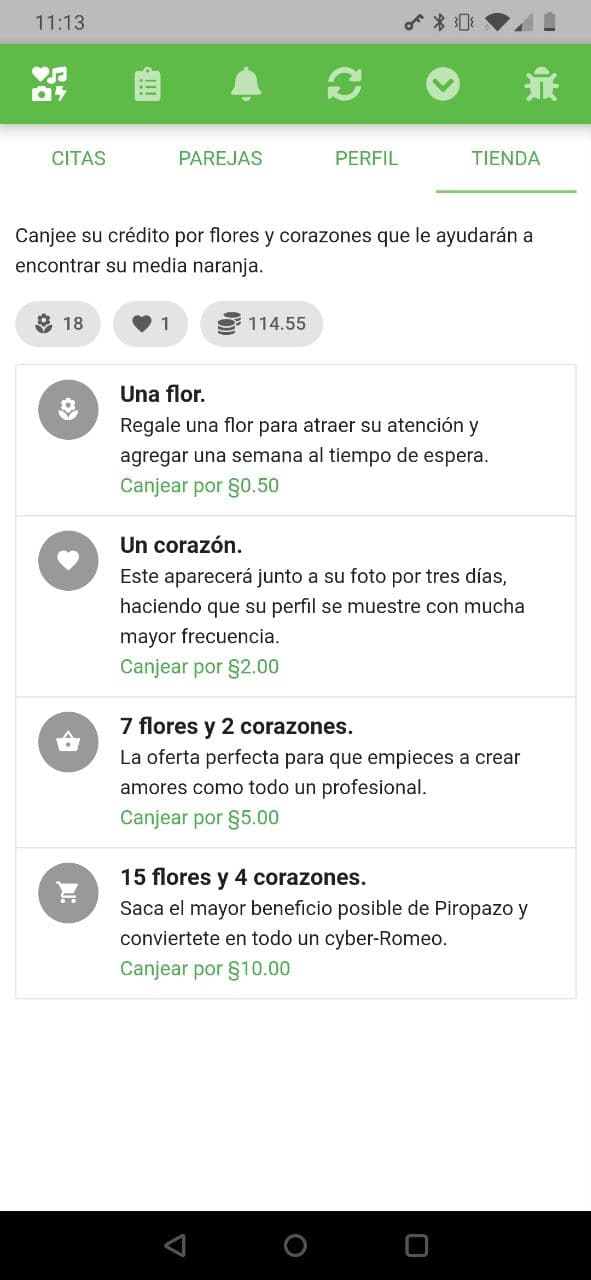 11:13
CITAS
PAREJAS
PERFIL
TIENDA
Canjee su crédito por flores y corazones que le ayudarán a
encontrar su media naranja.
18
1
114.55
Una flor.
Regale una flor para atraer su atención y
agregar una semana al tiempo de espera.
Canjear por §0.50
Un corazón.
Este aparecerá junto a su foto por tres días,
haciendo que su perfil se muestre con mucha
mayor frecuencia.
Canjear por §2.00
7 flores y 2 corazones.
La oferta perfecta para que empieces a crear
amores como todo un profesional.
Canjear por §5.00
15 flores y 4 corazones.
Saca el mayor beneficio posible de Piropazo y
conviertete en todo un cyber-Romeo.
Canjear por §10.00